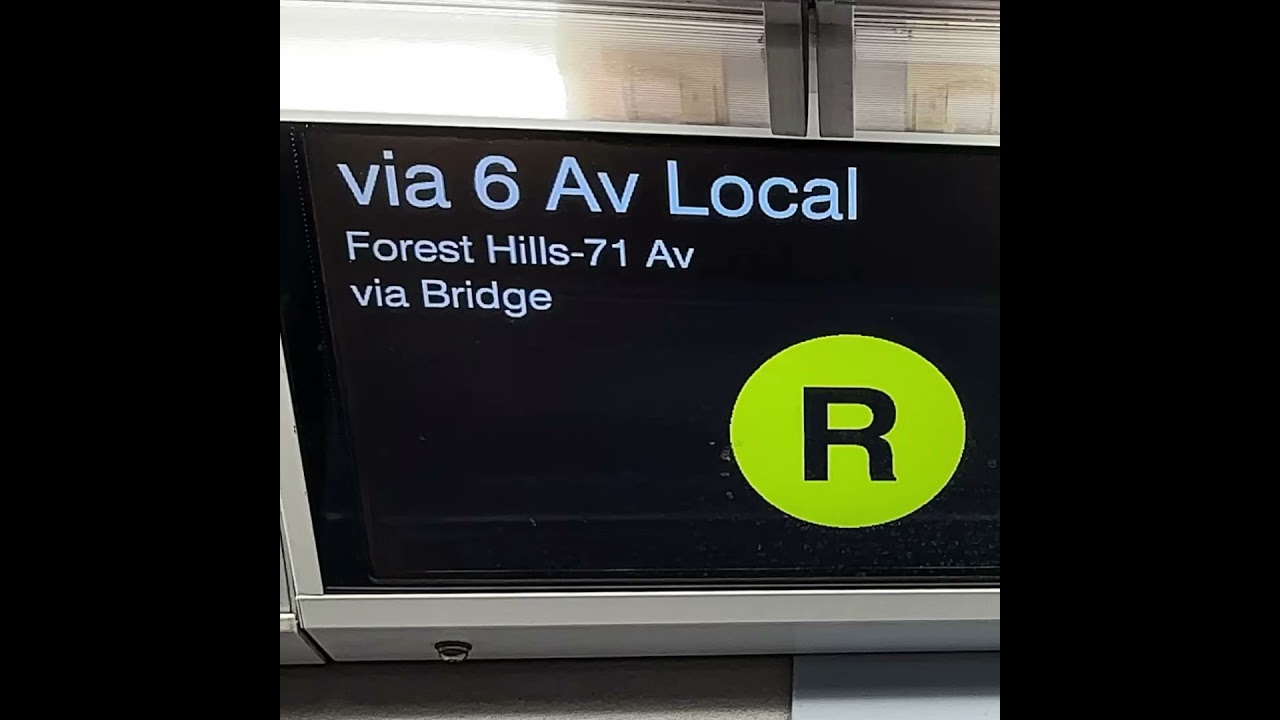 via 6 Av Local
Forest Hills-71 Av
via Bridge
R